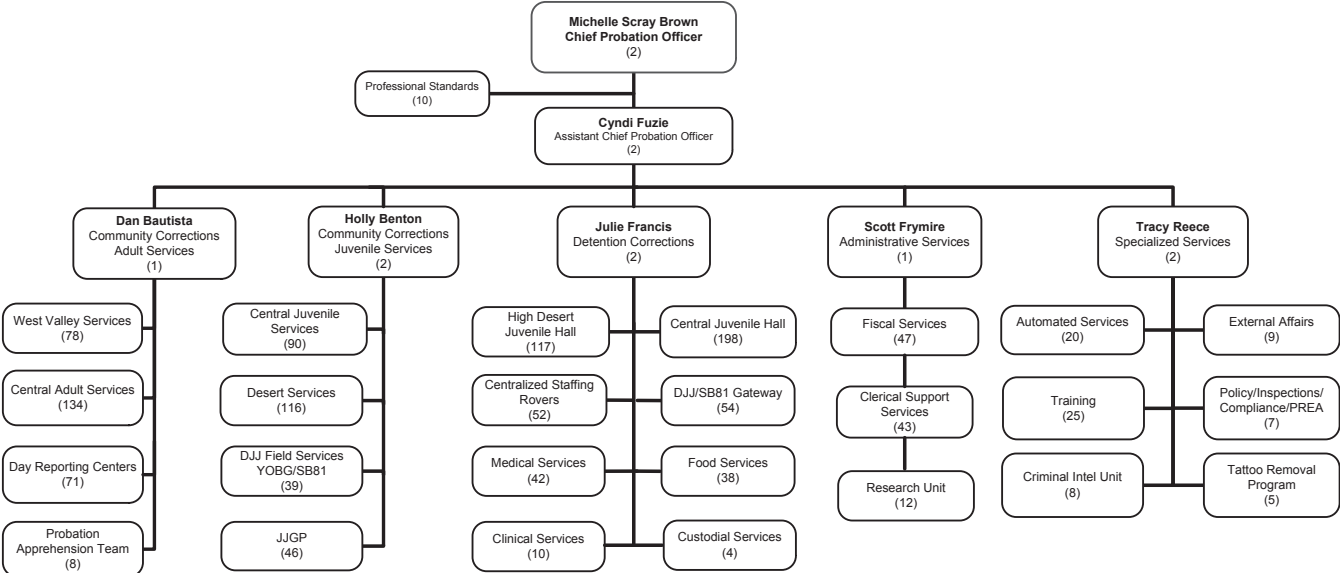 Michelle Scray Brown
Chief Probation Officer
(2)
Professional Standards
(10)
Cyndi Fuzie
Assistant Chief Probation Officer
(2)
Dan Bautista
Community Corrections
Adult Services
(1)
Holly Benton
Community Corrections
Juvenile Services
(2)
Julie Francis
Detention Corrections
(2)
Scott Frymire
Administrative Services
(1)
Tracy Reece
Specialized Services
(2)
West Valley Services
(78)
Central Adult Services
(134)
Day Reporting Centers
(71)
Probation
Apprehension Team
(8)
Central Juvenile
Services
(90)
Desert Services
(116)
DJJ Field Services
YOBG/SB81
(39)
JJGP
(46)
High Desert
Juvenile Hall
(117)
Central Juvenile Hall
(198)
Centralized Staffing
Rovers
(52)
DJJ/SB81 Gateway
(54)
Medical Services
(42)
Food Services
(38)
Clinical Services
(10)
Custodial Services
(4)
Fiscal Services
(47)
Clerical Support
Services
(43)
Research Unit
(12)
Automated Services
(20)
External Affairs
(9)
Training
(25)
Policy/Inspections/
Compliance/PREA
(7)
Criminal Intel Unit
(8)
Tattoo Removal
Program
(5)